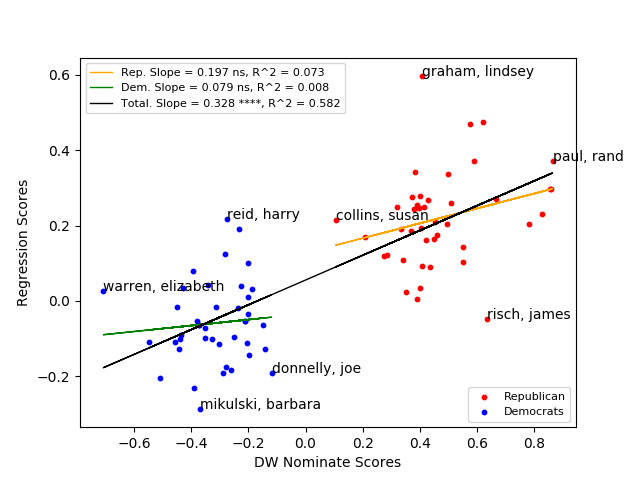 Rep. Slope = 0.197 ns, R^2 = 0.073
Dem. Slope = 0.079 ns, R^2 = 0.008
Total. Slope = 0.328 ****, R^2 = 0.582
graham, lindsey
paul, rand
reid, harry
collins, susan
warren, elizabeth
risch, james
donnelly, joe
mikulski, barbara
Republican
Democrats
0.6
0.4
0.2
0.0
−0.2
Regression Scores
−0.6
−0.4
−0.2
0.0
0.2
0.4
0.6
0.8
DW Nominate Scores